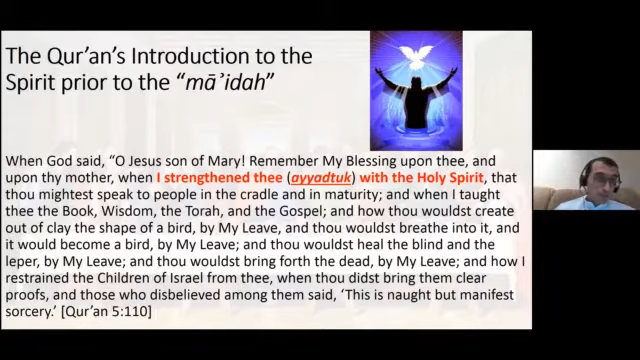 The Qur’an’s Introduction to the
Spirit prior to the “māʾidah”
When God said, “O Jesus son of Mary! Remember My Blessing upon thee, and
upon thy mother, when I strengthened thee (ayyadtuk) with the Holy Spirit, that
thou mightest speak to people in the cradle and in maturity; and when I taught
thee the Book, Wisdom, the Torah, and the Gospel; and how thou wouldst create
out of clay the shape of a bird, by My Leave, and thou wouldst breathe into it, and
it would become a bird, by My Leave; and thou wouldst heal the blind and the
leper, by My Leave; and thou wouldst bring forth the dead, by My Leave; and how I
restrained the Children of Israel from thee, when thou didst bring them clear
proofs, and those who disbelieved among them said, ‘This is naught but manifest
sorcery.’ [Qur’an 5:110]